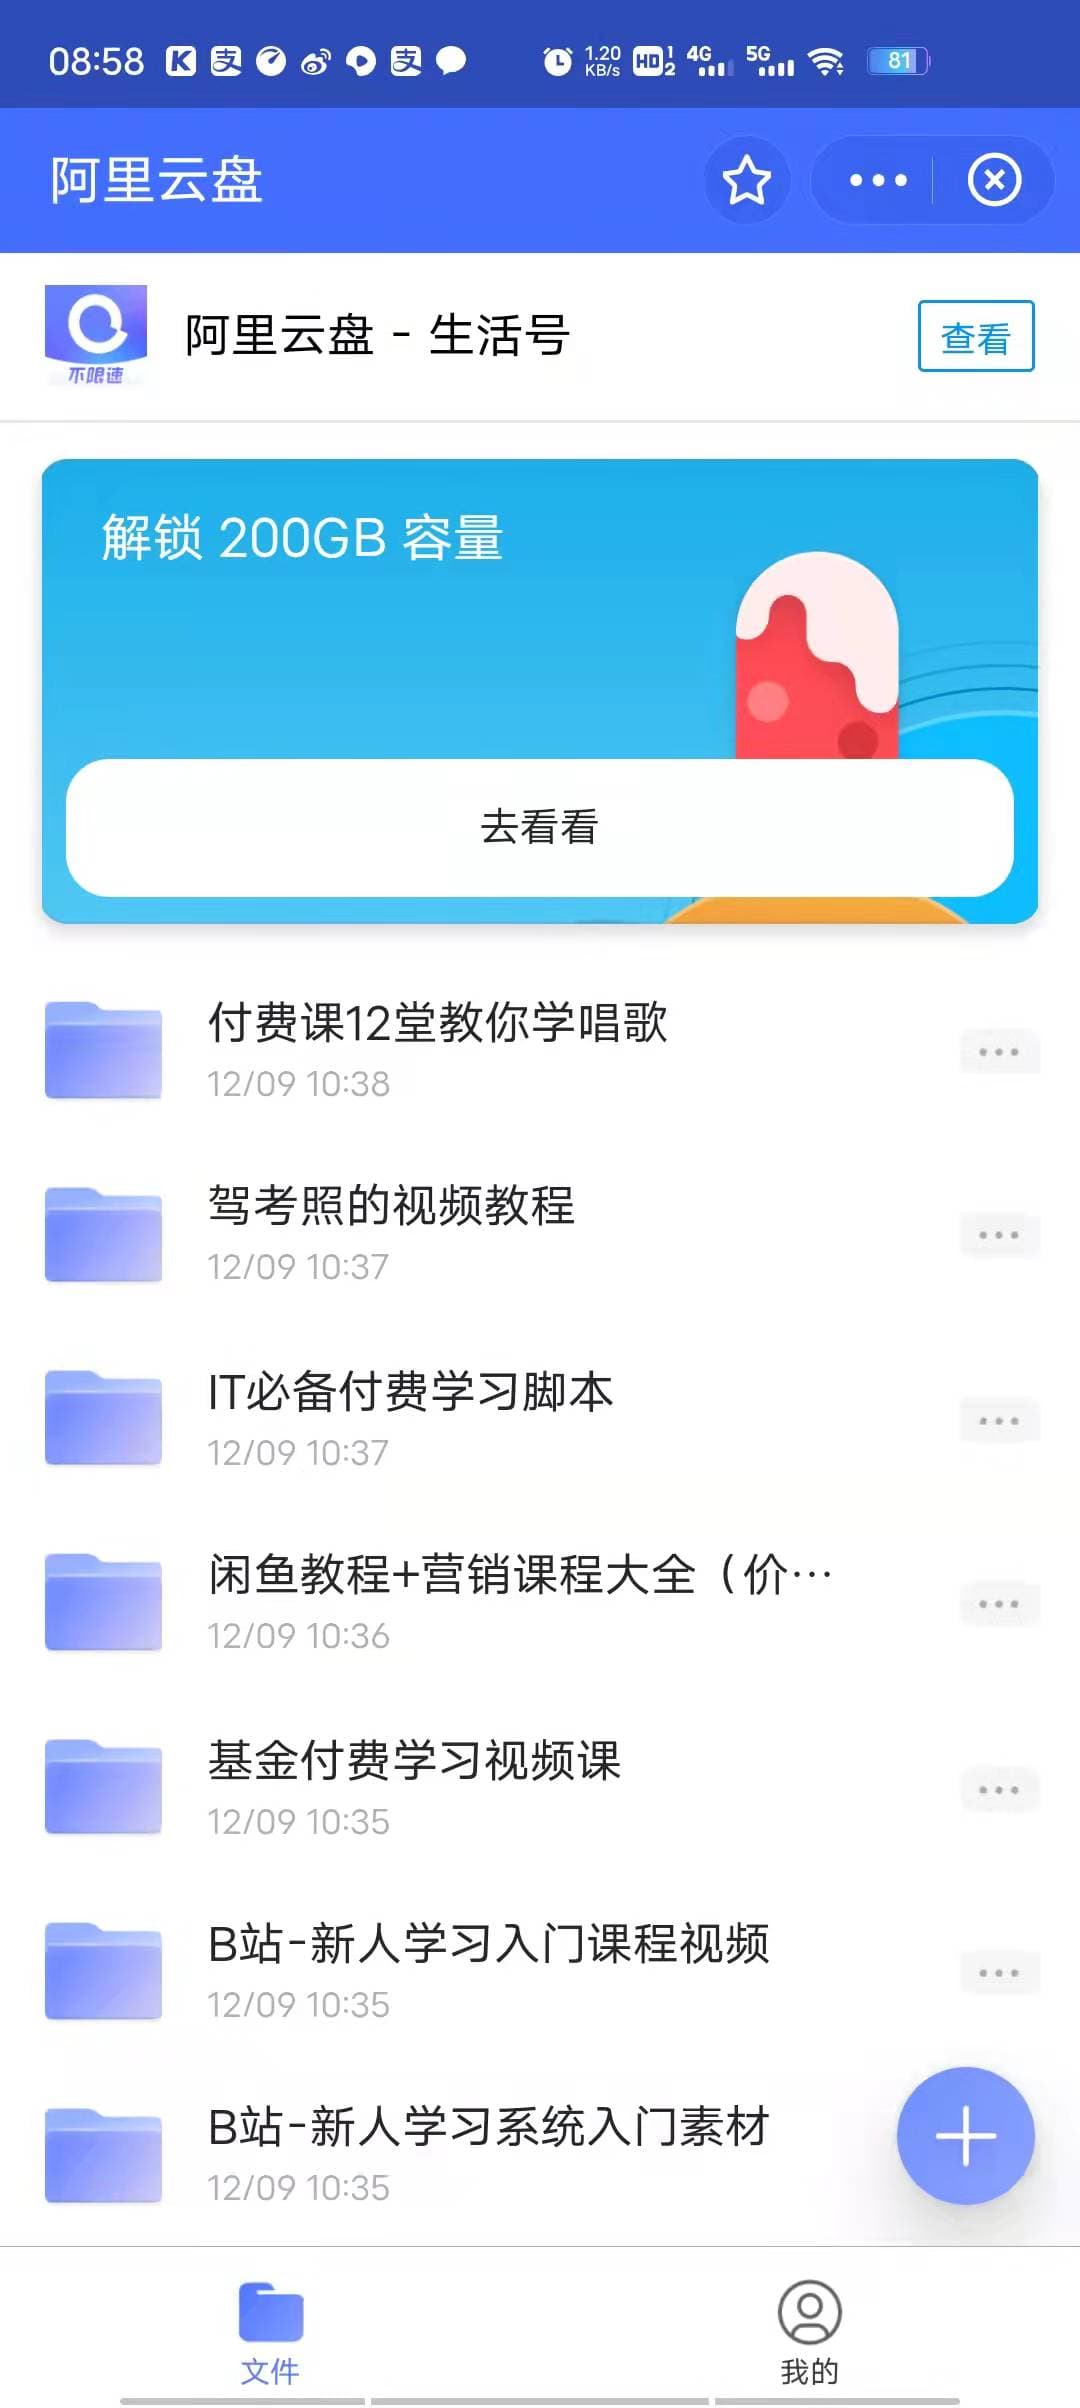 08:58 1.20 KB/s HD 1 2 4G 5G 81
阿里云盘
不限速
阿里云盘 - 生活号
查看
解锁 200GB 容量
去看看
付费课12堂教你学唱歌
12/09 10:38
驾考照的视频教程
12/09 10:37
IT必备付费学习脚本
12/09 10:37
闲鱼教程+营销课程大全（价…
12/09 10:36
基金付费学习视频课
12/09 10:35
B站-新人学习入门课程视频
12/09 10:35
B站-新人学习系统入门素材
12/09 10:35
文件
我的